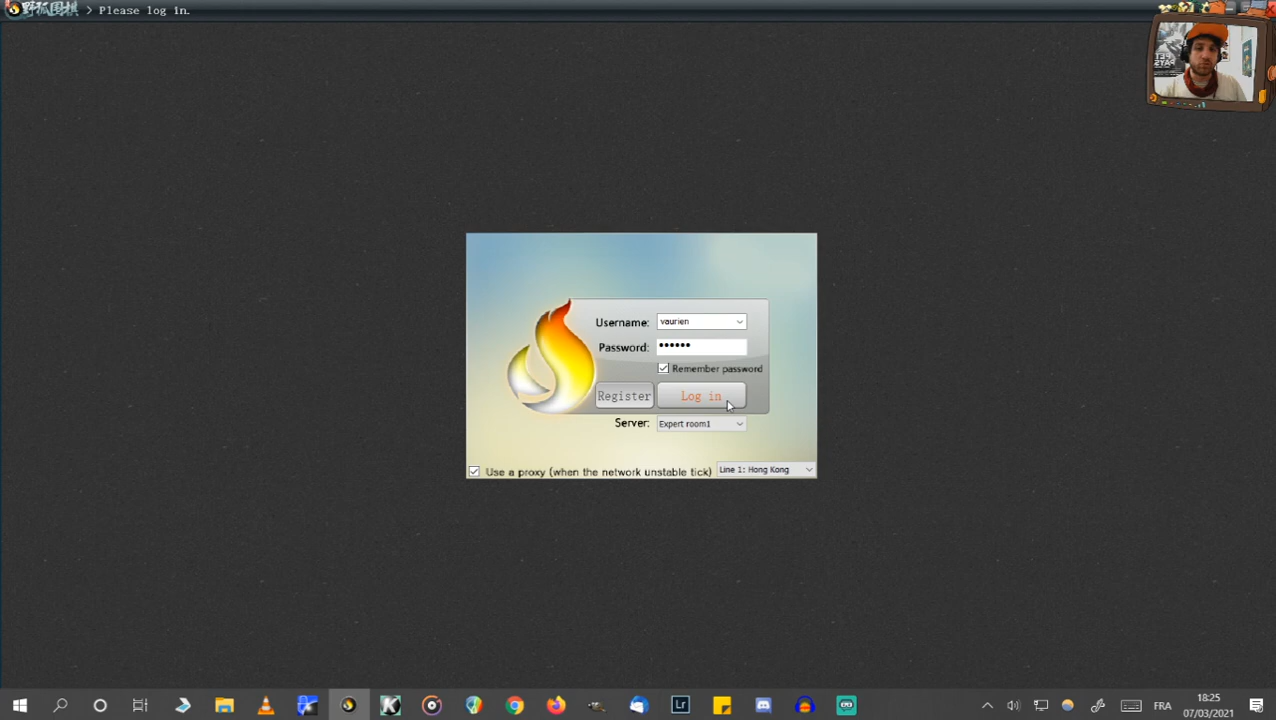 野狐围棋 > Please log in.
Username: vaurien
Password: ••••••
Remember password
Register Log in
Server: Expert room1
Use a proxy (when the network unstable tick) Line 1: Hong Kong
Lr
FRA
18:25
07/03/2021